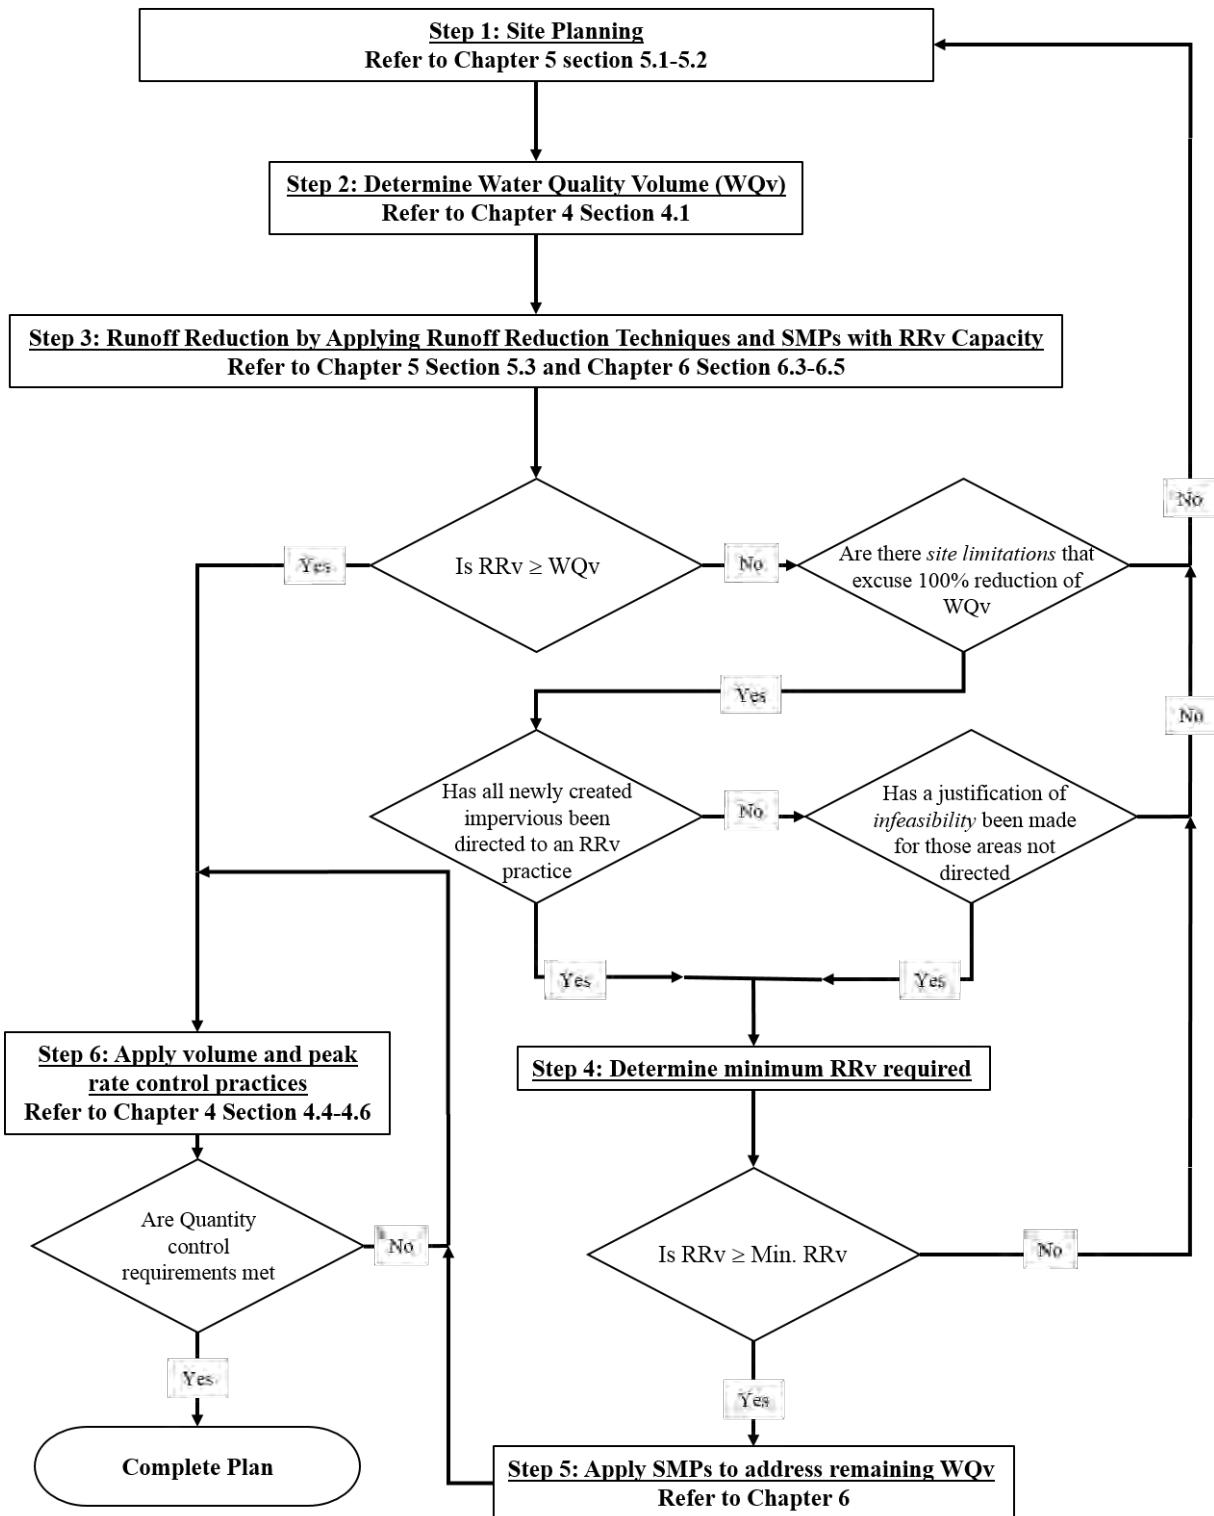 Step 1: Site Planning
Refer to Chapter 5 section 5.1-5.2
Step 2: Determine Water Quality Volume (WQv)
Refer to Chapter 4 Section 4.1
Step 3: Runoff Reduction by Applying Runoff Reduction Techniques and SMPs with RRv Capacity
Refer to Chapter 5 Section 5.3 and Chapter 6 Section 6.3-6.5
No
Yes
Is RRv ≥ WQv
No
Are there site limitations that
excuse 100% reduction of
WQv
Yes
No
Has all newly created
impervious been
directed to an RRv
practice
No
Has a justification of
infeasibility been made
for those areas not
directed
Yes
Yes
Step 6: Apply volume and peak
rate control practices
Refer to Chapter 4 Section 4.4-4.6
Step 4: Determine minimum RRv required
Are Quantity
control
requirements met
No
Is RRv ≥ Min. RRv
No
Yes
Yes
Complete Plan
Step 5: Apply SMPs to address remaining WQv
Refer to Chapter 6